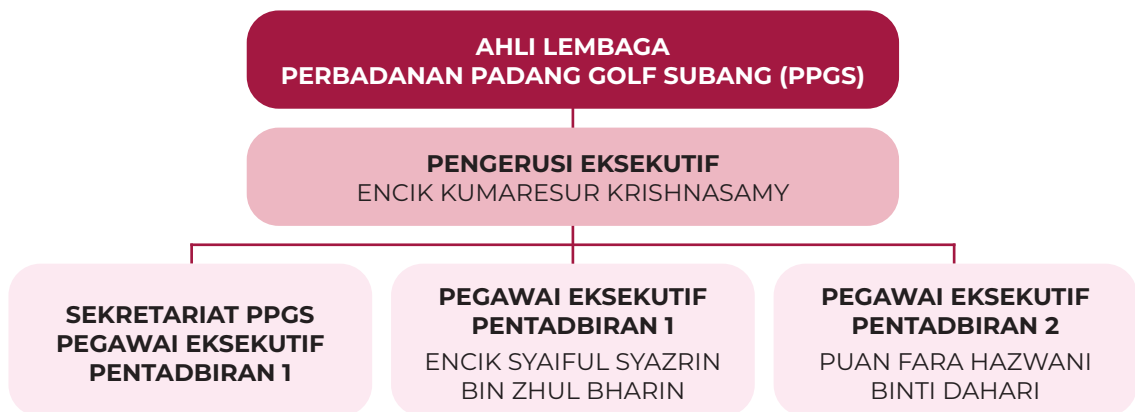 AHLI LEMBAGA
PERBADANAN PADANG GOLF SUBANG (PPGS)
PENGERUSI EKSEKUTIF
ENCIK KUMARESUR KRISHNASAMY
SEKRETARIAT PPGS
PEGAWAI EKSEKUTIF
PENTADBIRAN 1
PEGAWAI EKSEKUTIF
PENTADBIRAN 1
ENCIK SYAIFUL SYAZRIN
BIN ZHUL BHARIN
PEGAWAI EKSEKUTIF
PENTADBIRAN 2
PUAN FARA HAZWANI
BINTI DAHARI